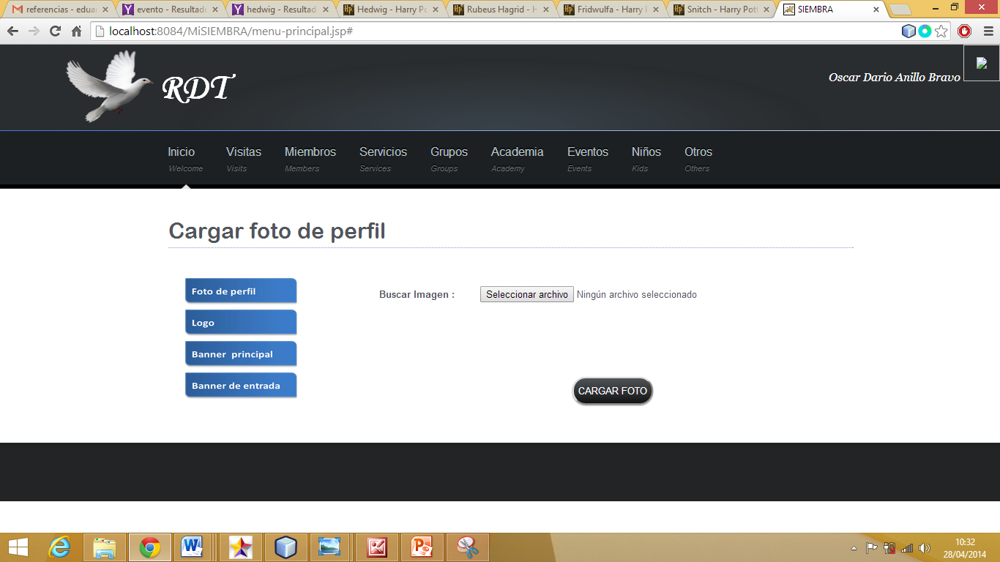 referencias - edua
evento - Resultado
hedwig - Resultad
Hedwig - Harry Po
Rubeus Hagrid - H
Fridwulfa - Harry
Snitch - Harry Pott
SIEMBRA
localhost:8084/MiSIEMBRA/menu-principal.jsp#
RDT
Oscar Dario Anillo Bravo
Inicio Visitas Miembros Servicios Grupos Academia Eventos Niños Otros
Welcome Visits Members Services Groups Academy Events Kids Others
Cargar foto de perfil
Foto de perfil
Logo
Banner principal
Banner de entrada
Buscar Imagen : Seleccionar archivo Ningún archivo seleccionado
CARGAR FOTO
10:32
28/04/2014